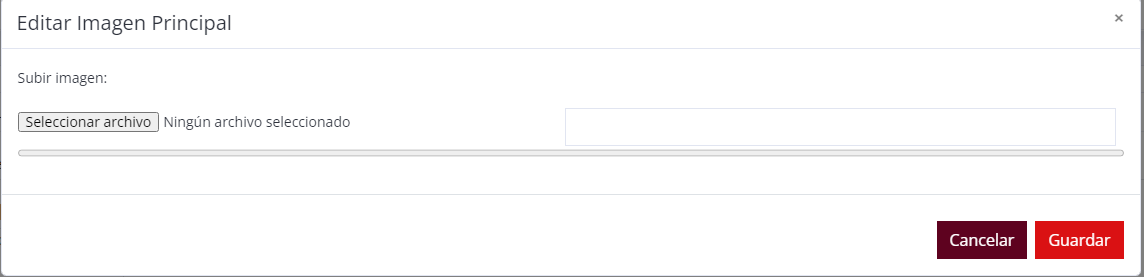 Editar Imagen Principal
×
Subir imagen:
Seleccionar archivo Ningún archivo seleccionado
Cancelar Guardar